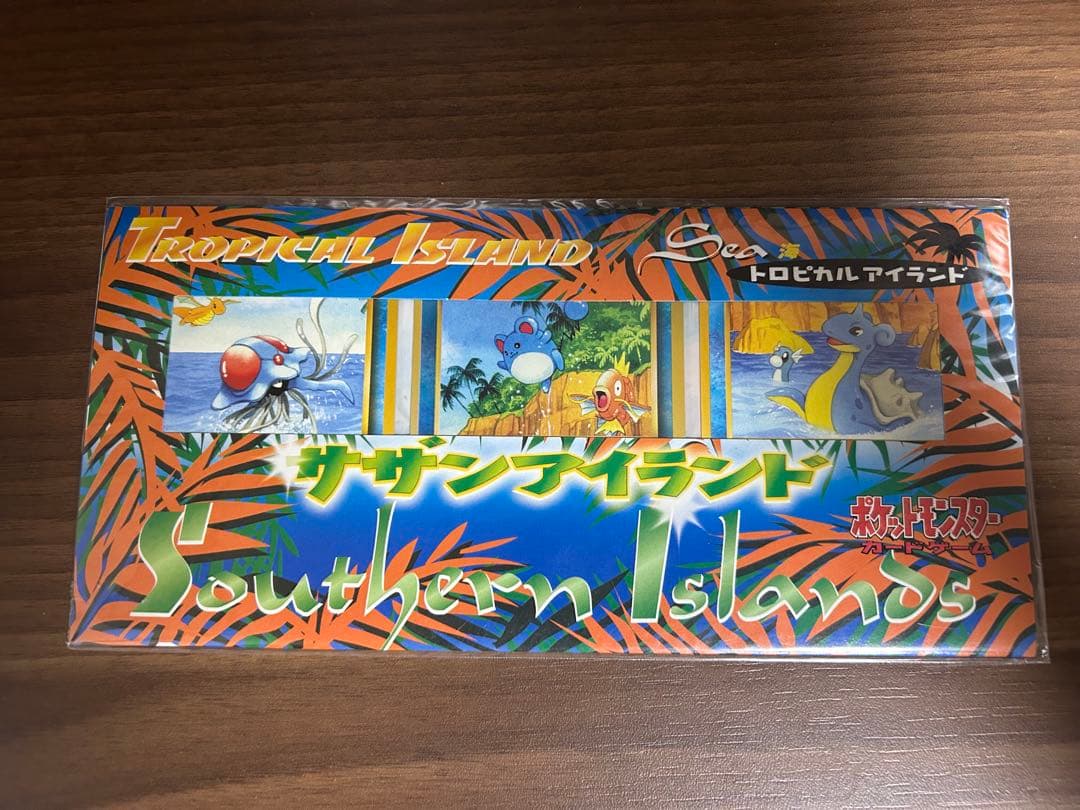 TROPICAL ISLAND
Sea 海
トロピカル アイランド
サザンアイランド
ポケットモンスター
カードゲーム
Southern Islands